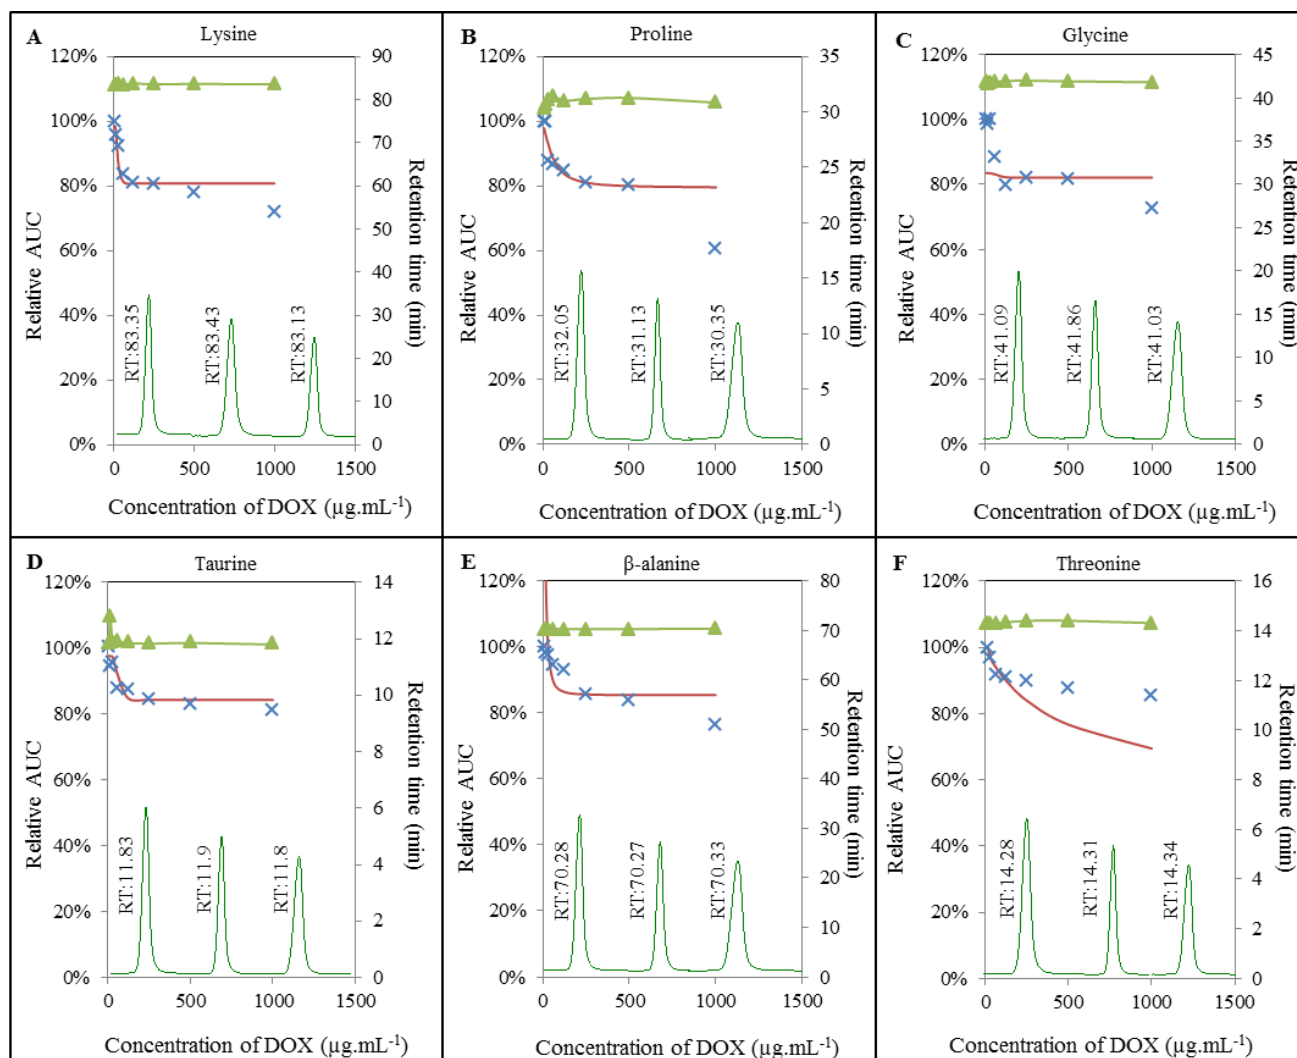 A
Lysine
120%
100%
80%
60%
40%
20%
0%
90
80
70
60
50
40
30
20
10
0
0
500
1000
1500
Relative AUC
Retention time (min)
RT:83.35
RT:83.43
RT:83.13
Concentration of DOX (µg.mL-1)
B
Proline
120%
100%
80%
60%
40%
20%
0%
35
30
25
20
15
10
5
0
0
500
1000
1500
Relative AUC
Retention time (min)
RT:32.05
RT:31.13
RT:30.35
Concentration of DOX (µg.mL-1)
C
Glycine
120%
100%
80%
60%
40%
20%
0%
45
40
35
30
25
20
15
10
5
0
0
500
1000
1500
Relative AUC
Retention time (min)
RT:41.09
RT:41.86
RT:41.03
Concentration of DOX (µg.mL-1)
D
Taurine
120%
100%
80%
60%
40%
20%
0%
14
12
10
8
6
4
2
0
0
500
1000
1500
Relative AUC
Retention time (min)
RT:11.83
RT:11.9
RT:11.8
Concentration of DOX (µg.mL-1)
E
β-alanine
120%
100%
80%
60%
40%
20%
0%
80
70
60
50
40
30
20
10
0
0
500
1000
1500
Relative AUC
Retention time (min)
RT:70.28
RT:70.27
RT:70.33
Concentration of DOX (µg.mL-1)
F
Threonine
120%
100%
80%
60%
40%
20%
0%
16
14
12
10
8
6
4
2
0
0
500
1000
1500
Relative AUC
Retention time (min)
RT:14.28
RT:14.31
RT:14.34
Concentration of DOX (µg.mL-1)